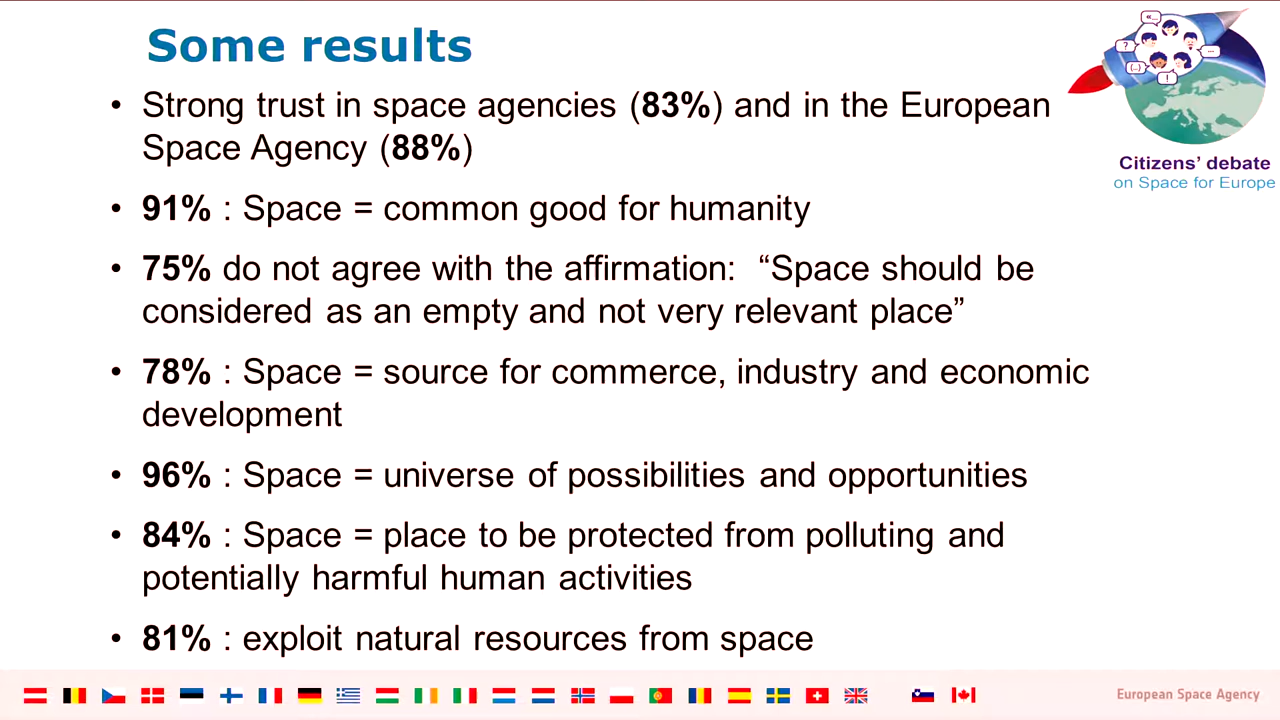 Some results
• Strong trust in space agencies (83%) and in the European
Space Agency (88%)
• 91% : Space = common good for humanity
• 75% do not agree with the affirmation: “Space should be
considered as an empty and not very relevant place”
• 78% : Space = source for commerce, industry and economic
development
• 96% : Space = universe of possibilities and opportunities
• 84% : Space = place to be protected from polluting and
potentially harmful human activities
• 81% : exploit natural resources from space
Citizens’ debate
on Space for Europe
European Space Agency